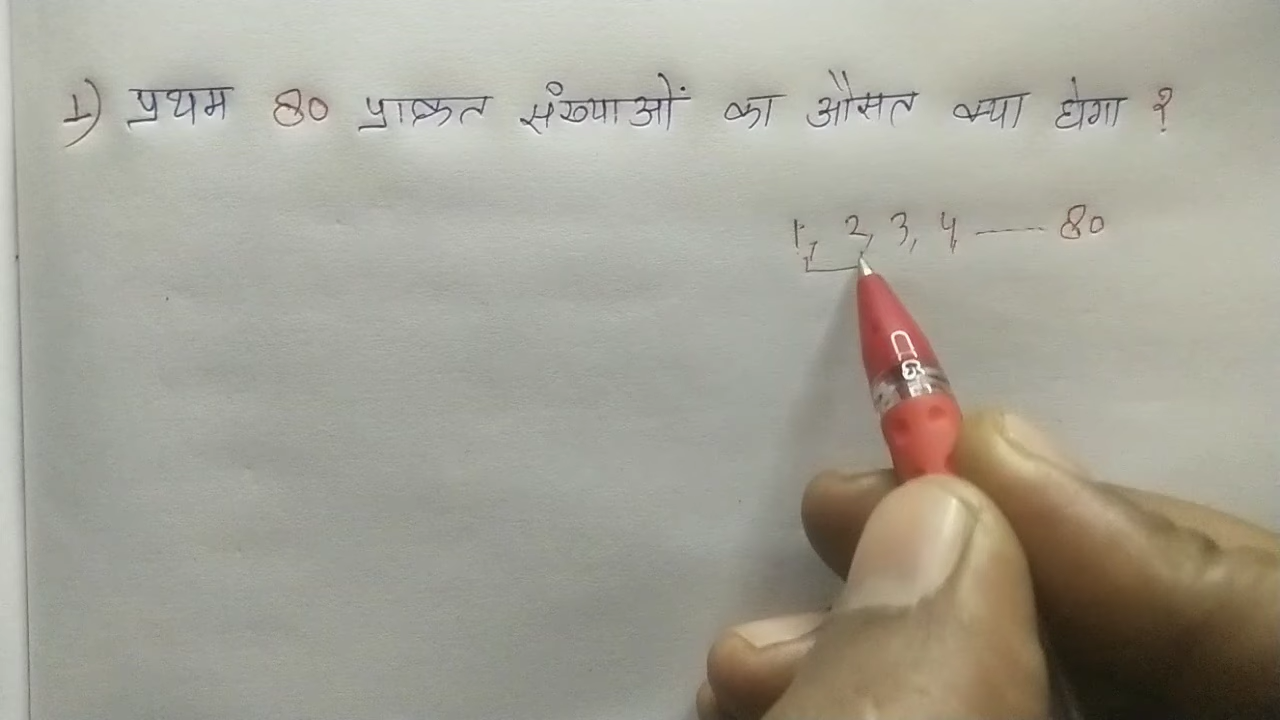 1) प्रथम 80 प्राकृत संख्याओं का औसत क्या होगा ?
1, 2, 3, 4, —— 80